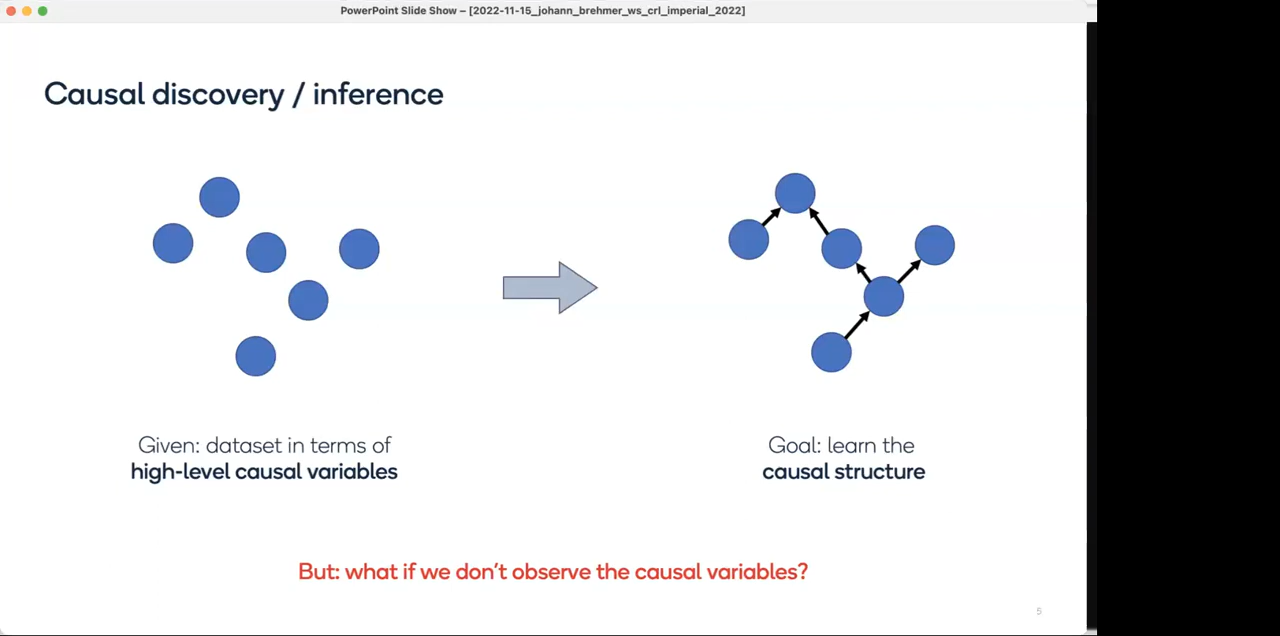 PowerPoint Slide Show – [2022-11-15_johann_brehmer_ws_crl_imperial_2022]
Causal discovery / inference
Given: dataset in terms of
high-level causal variables
Goal: learn the
causal structure
But: what if we don’t observe the causal variables?
5